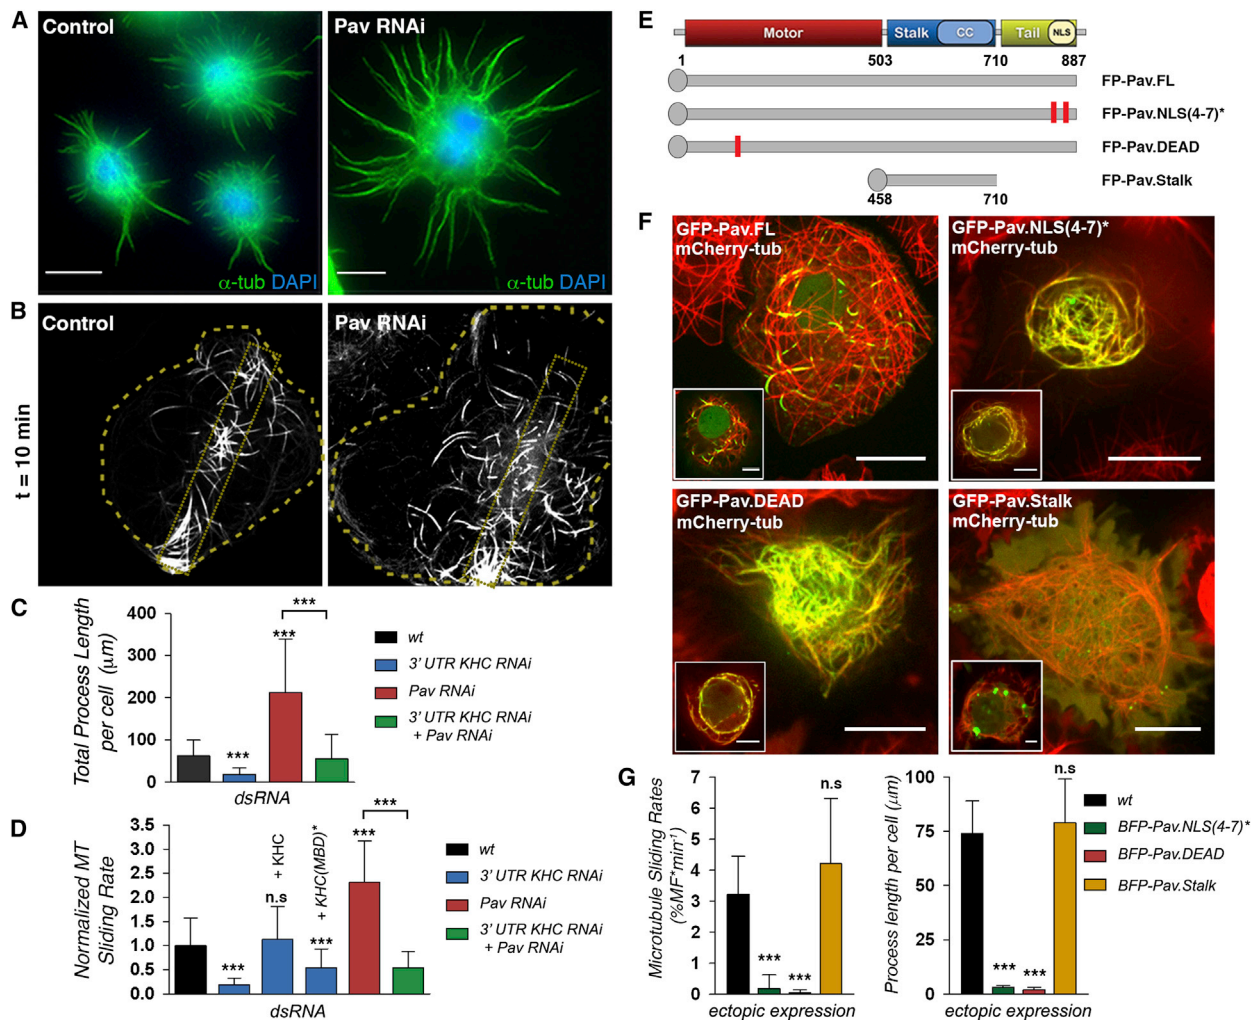 A
Control
Pav RNAi
α-tub DAPI
α-tub DAPI
B
Control
Pav RNAi
t = 10 min
C
Total Process Length
per cell (μm)
400
300
200
100
0
***
***
***
dsRNA
wt
3' UTR KHC RNAi
Pav RNAi
3' UTR KHC RNAi
+ Pav RNAi
D
Normalized MT
Sliding Rate
3.5
3.0
2.5
2.0
1.5
1.0
0.5
0.0
***
+ KHC
n.s
+ KHC(MBD)*
***
***
***
dsRNA
wt
3' UTR KHC RNAi
Pav RNAi
3' UTR KHC RNAi
+ Pav RNAi
E
Motor
Stalk
CC
Tail
NLS
1
503
710
887
FP-Pav.FL
FP-Pav.NLS(4-7)*
FP-Pav.DEAD
FP-Pav.Stalk
458
710
F
GFP-Pav.FL
mCherry-tub
GFP-Pav.NLS(4-7)*
mCherry-tub
GFP-Pav.DEAD
mCherry-tub
GFP-Pav.Stalk
mCherry-tub
G
Microtubule Sliding Rates
(%MF*min⁻¹)
7
6
5
4
3
2
1
0
***
***
n.s
ectopic expression
Process length per cell (μm)
100
75
50
25
0
***
***
n.s
ectopic expression
wt
BFP-Pav.NLS(4-7)*
BFP-Pav.DEAD
BFP-Pav.Stalk